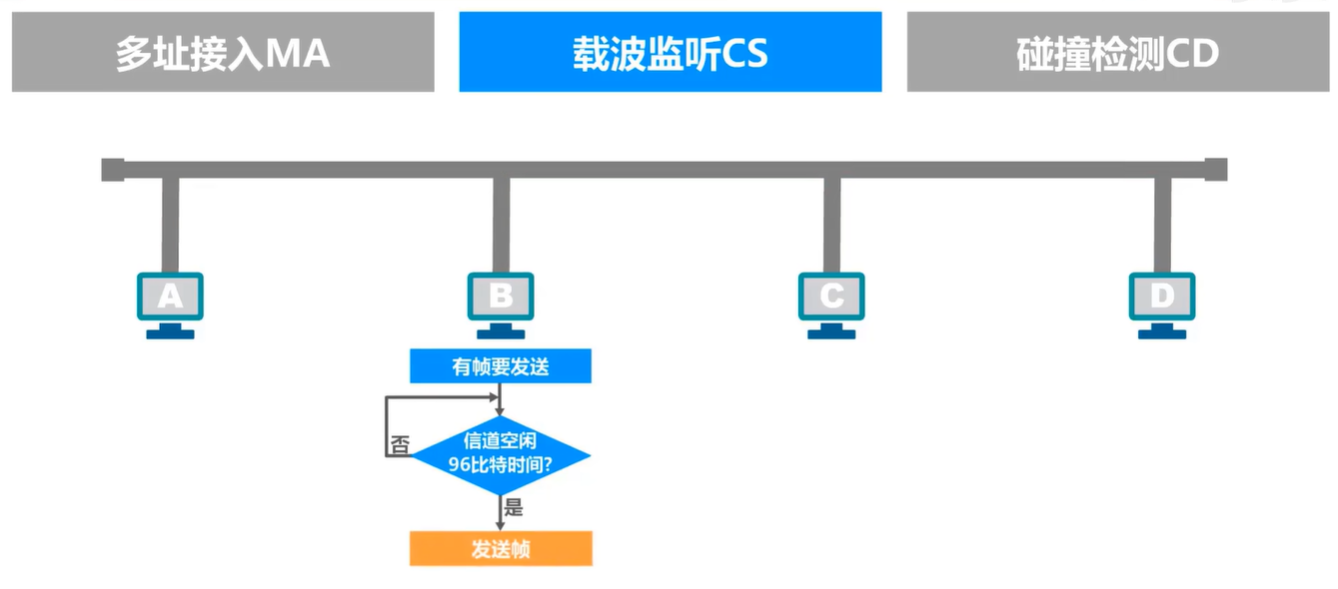 多址接入MA
载波监听CS
碰撞检测CD
A
B
C
D
有帧要发送
否
信道空闲
96比特时间?
是
发送帧